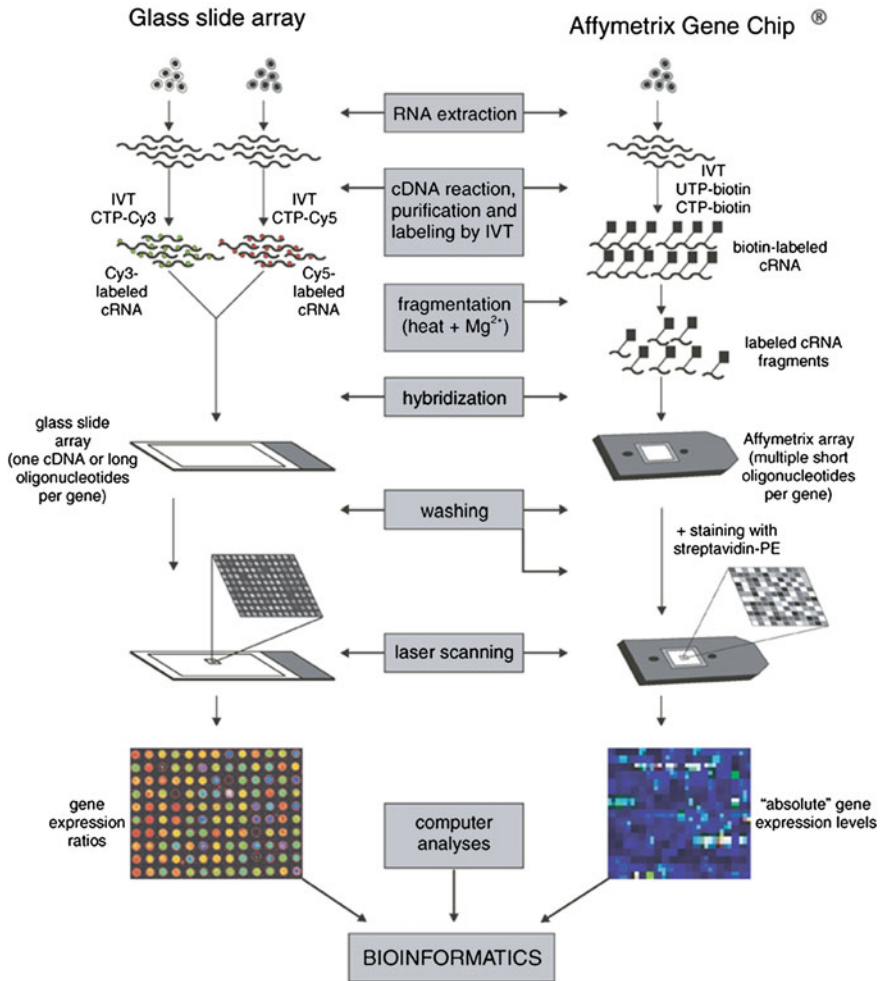 Glass slide array
Affymetrix Gene Chip ®
RNA extraction
IVT
CTP-Cy3
IVT
CTP-Cy5
cDNA reaction,
purification and
labeling by IVT
IVT
UTP-biotin
CTP-biotin
biotin-labeled
cRNA
Cy3-
labeled
cRNA
Cy5-
labeled
cRNA
fragmentation
(heat + Mg²⁺)
labeled cRNA
fragments
hybridization
glass slide
array
(one cDNA or long
oligonucleotides
per gene)
Affymetrix array
(multiple short
oligonucleotides
per gene)
washing
+ staining with
streptavidin-PE
laser scanning
gene
expression
ratios
computer
analyses
“absolute” gene
expression levels
BIOINFORMATICS